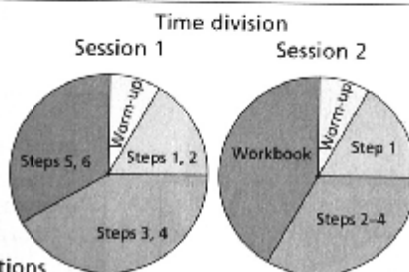 Time division
Session 1
Session 2
Warm-up
Steps 1, 2
Steps 3, 4
Steps 5, 6
Warm-up
Step 1
Steps 2–4
Workbook